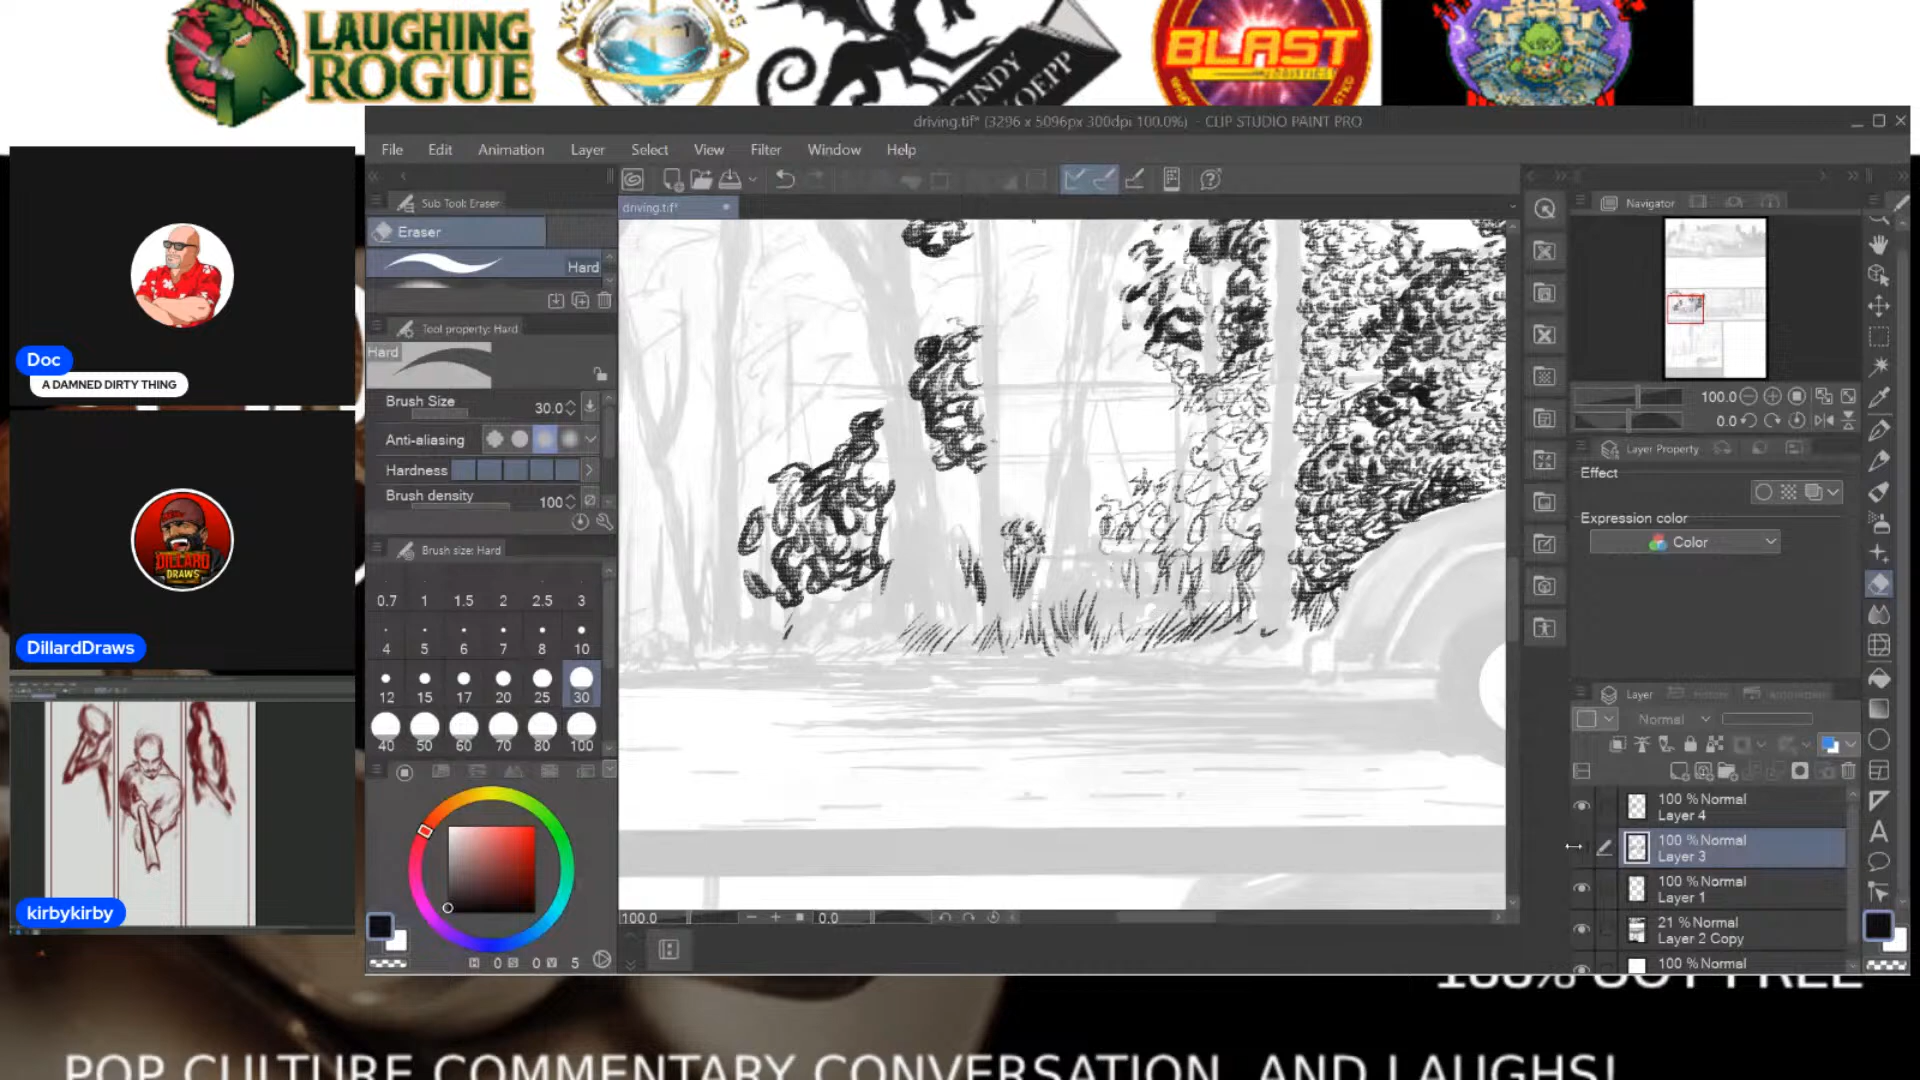 LAUGHING
ROGUE
CINDY
KOEPP
BLAST
driving.tif* (3296 x 5096px 300dpi 100.0%) - CLIP STUDIO PAINT PRO
File Edit Animation Layer Select View Filter Window Help
Sub Tool: Eraser
driving.tif*
Navigator
Eraser
Hard
Tool property: Hard
Hard
Brush Size 30.0
Anti-aliasing
Hardness
Brush density 100
Brush size: Hard
0.7 1 1.5 2 2.5 3
4 5 6 7 8 10
12 15 17 20 25 30
40 50 60 70 80 100
H 0 S 0 V 5
100.0 0.0
100.0
0.0
Layer Property
Effect
Expression color
Color
Layer
Normal
100 % Normal
Layer 4
100 % Normal
Layer 3
100 % Normal
Layer 1
21 % Normal
Layer 2 Copy
100 % Normal
Doc
A DAMNED DIRTY THING
DILLARD
DRAWS
DillardDraws
kirbykirby
POP CULTURE COMMENTARY CONVERSATION, AND LAUGHS!